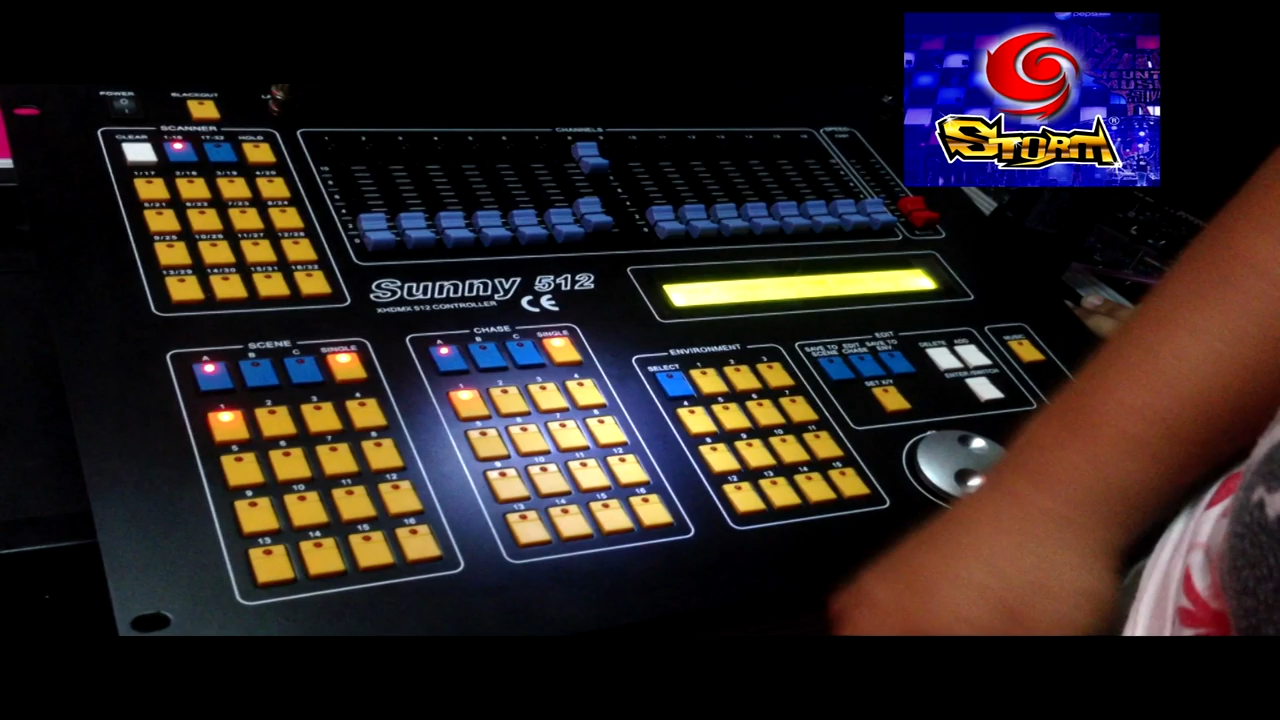 POWER
BLACKOUT
SCANNER
CLEAR 1-16 17-32 HOLD
1/17 2/18 3/19 4/20
5/21 6/22 7/23 8/24
9/25 10/26 11/27 12/28
13/29 14/30 15/31 16/32
CHANNELS
SPEED
STORM®
Sunny 512
XHDMX 512 CONTROLLER
CE
SCENE
A B C SINGLE
1 2 3 4
5 6 7 8
9 10 11 12
13 14 15 16
CHASE
A B C SINGLE
1 2 3 4
5 6 7 8
9 10 11 12
13 14 15 16
ENVIRONMENT
SELECT 1 2 3
4 5 6 7
8 9 10 11
12 13 14 15
EDIT
SAVE TO SCENE EDIT CHASE SAVE TO ENV
DELETE ADD
SET X/Y
ENTER/SWITCH
MUSIC